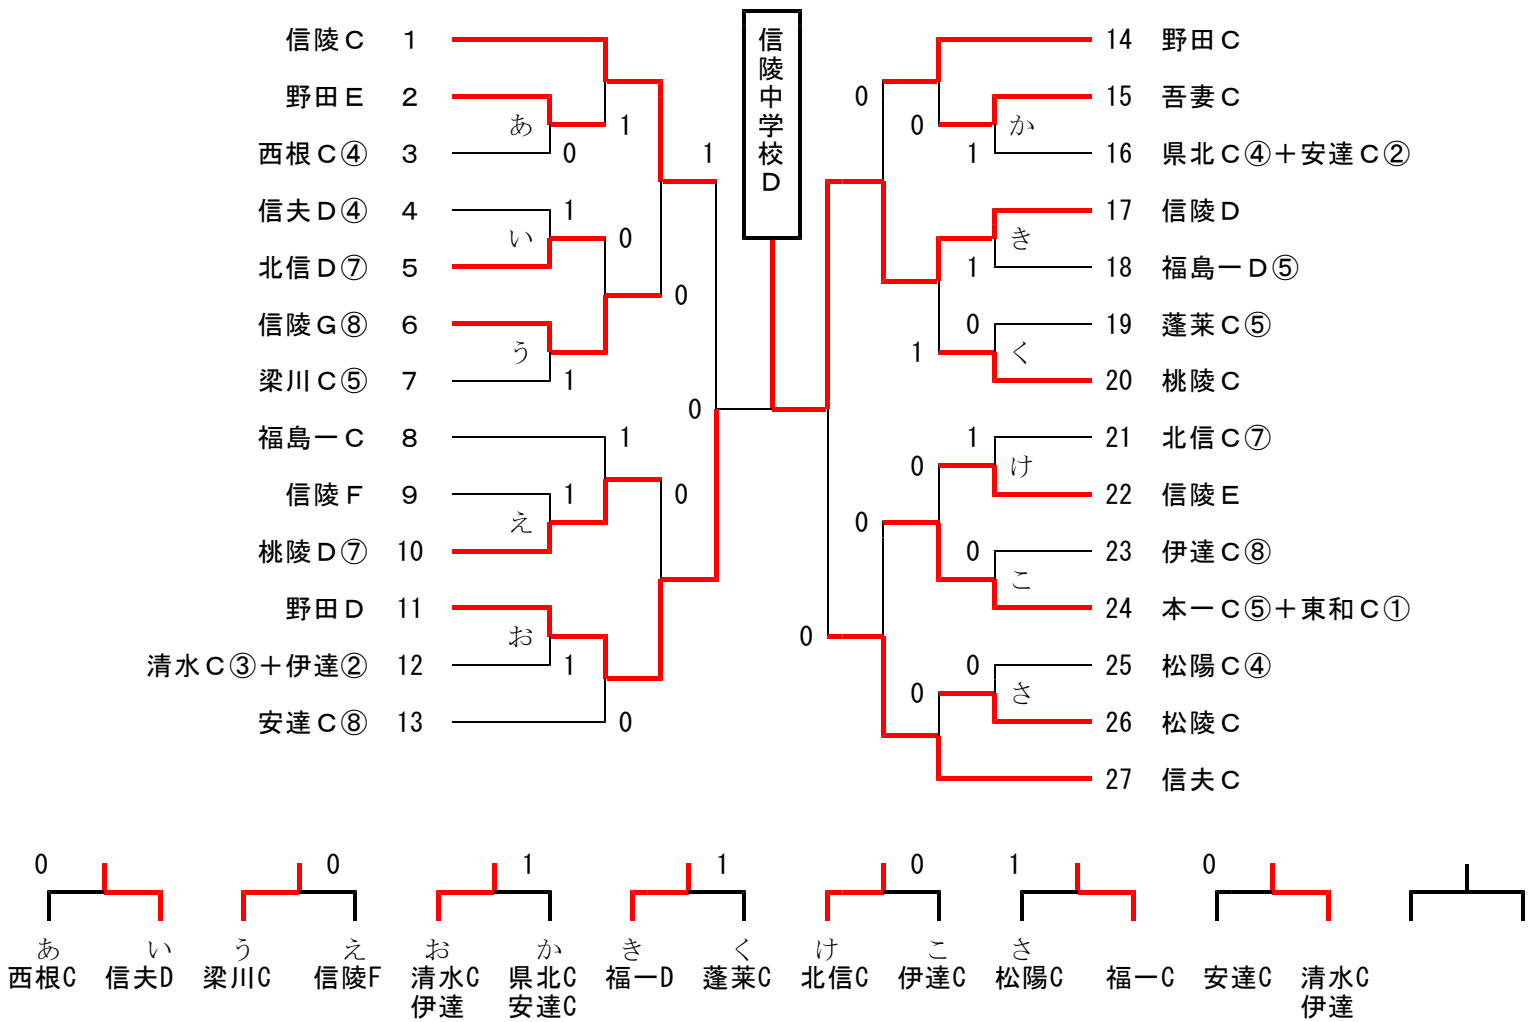 信陵Ｃ 1
野田Ｅ 2
あ 1
西根Ｃ④ 3 0
信夫Ｄ④ 4 1
い 0
北信Ｄ⑦ 5
0
信陵Ｇ⑧ 6
う
梁川Ｃ⑤ 7 1
1
0
福島一Ｃ 8 1
信陵Ｆ 9 1 0
え
桃陵Ｄ⑦ 10
野田Ｄ 11
お
清水Ｃ③＋伊達② 12 1
安達Ｃ⑧ 13 0
信陵中学校Ｄ
14 野田Ｃ
0 15 吾妻Ｃ
0 か
1 16 県北Ｃ④＋安達Ｃ②
17 信陵Ｄ
き
1 18 福島一Ｄ⑤
0 19 蓬莱Ｃ⑤
1 く
20 桃陵Ｃ
1 21 北信Ｃ⑦
0 け
22 信陵Ｅ
0
0 23 伊達Ｃ⑧
こ
24 本一Ｃ⑤＋東和Ｃ①
0
0 25 松陽Ｃ④
0 さ
26 松陵Ｃ
27 信夫Ｃ
0 0 1 1 0 1 0
あ い う え お か き く け こ さ
西根C 信夫D 梁川C 信陵F 清水C 県北C 福一D 蓬莱C 北信C 伊達C 松陽C 福一C 安達C 清水C
伊達 安達C 伊達